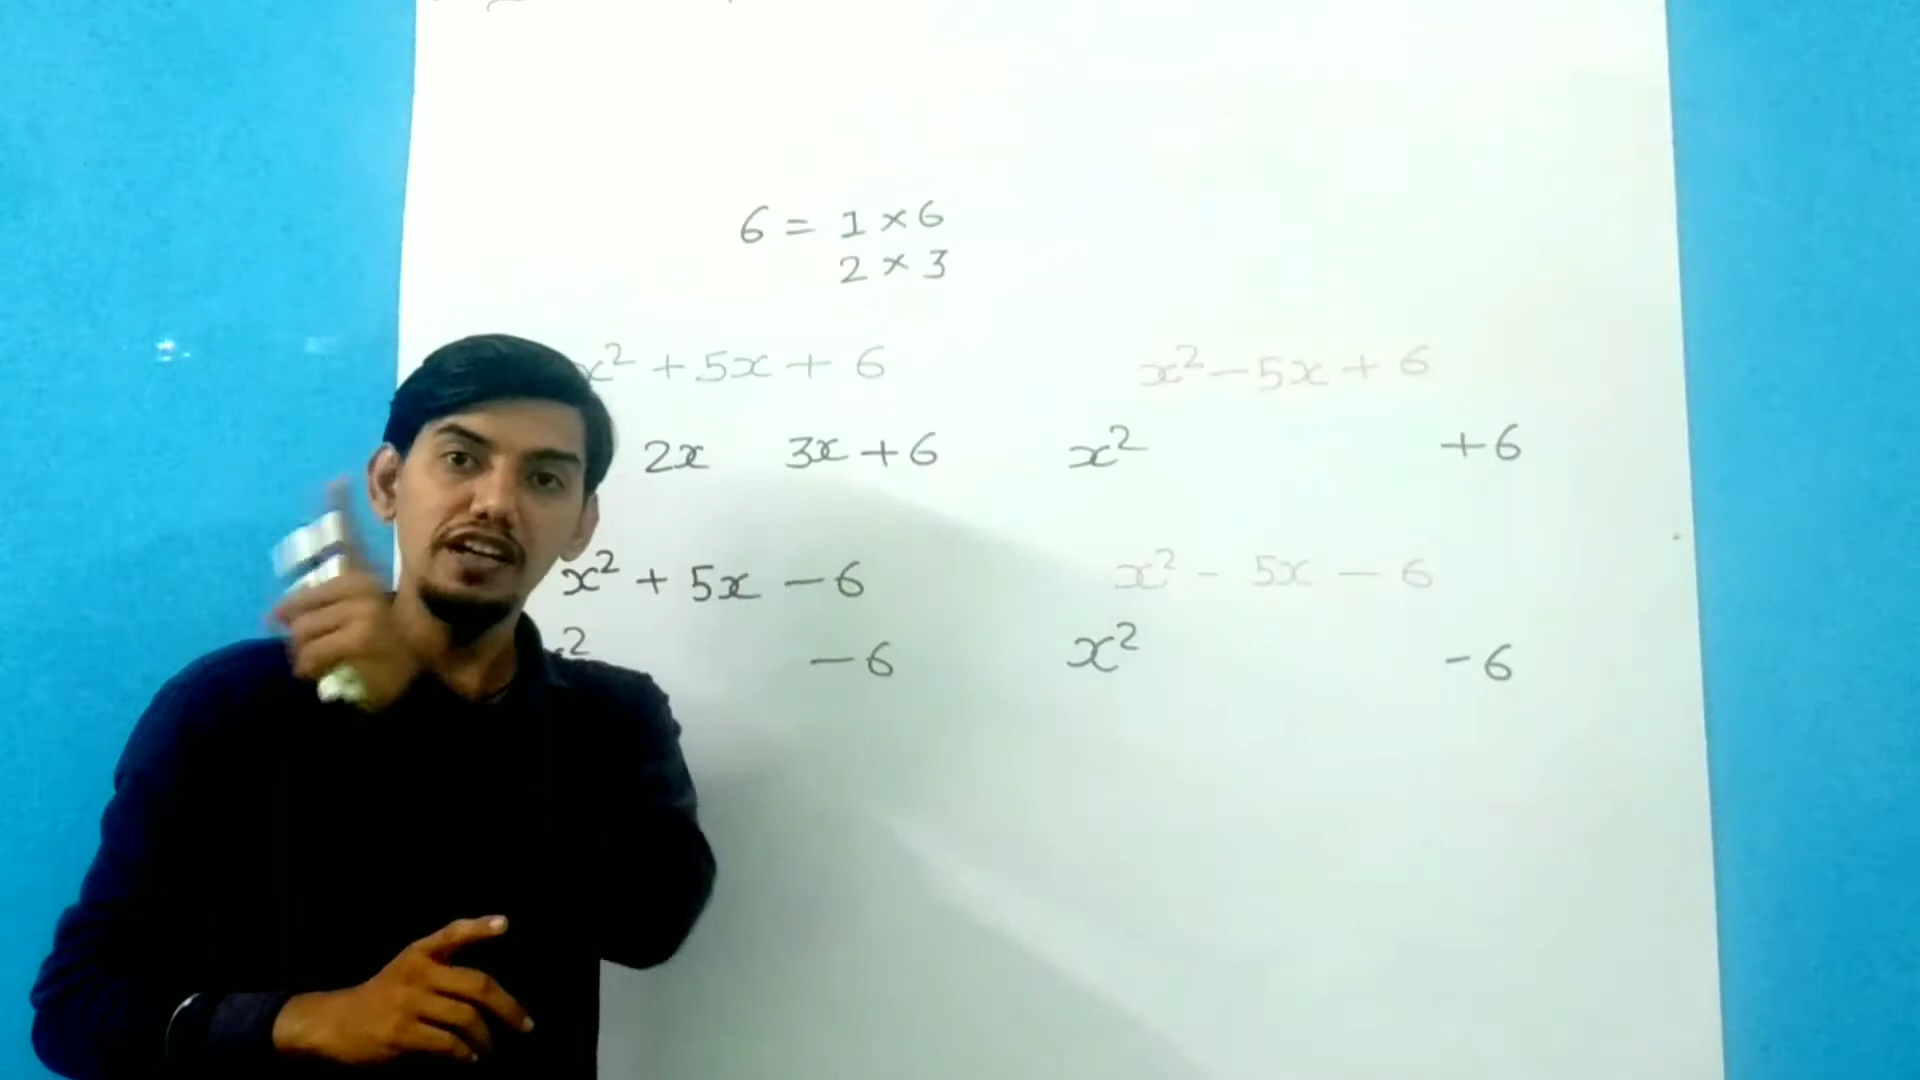 6 = 1 × 6
2 × 3
x² + 5x + 6
x² - 5x + 6
2x 3x + 6
x² + 6
x² + 5x - 6
x² - 5x - 6
² - 6
x² - 6